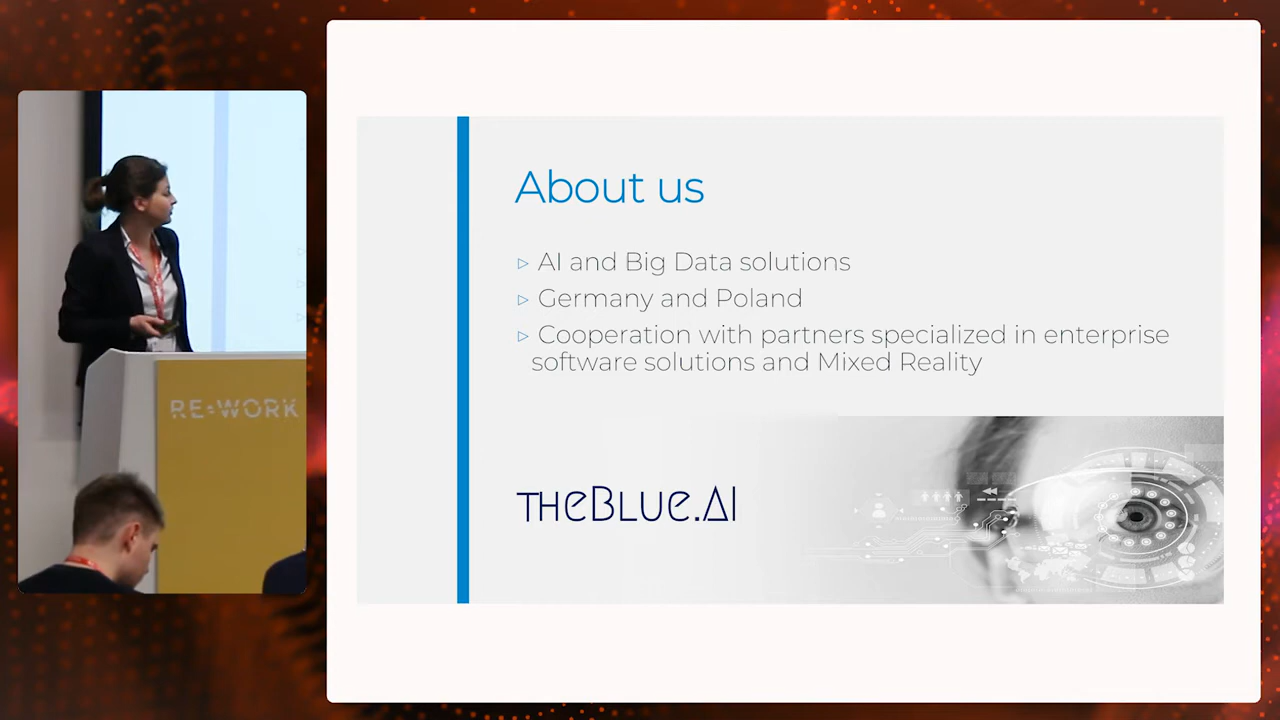 RE:WORK
About us
▹ AI and Big Data solutions
▹ Germany and Poland
▹ Cooperation with partners specialized in enterprise
software solutions and Mixed Reality
THEBLUE.AI